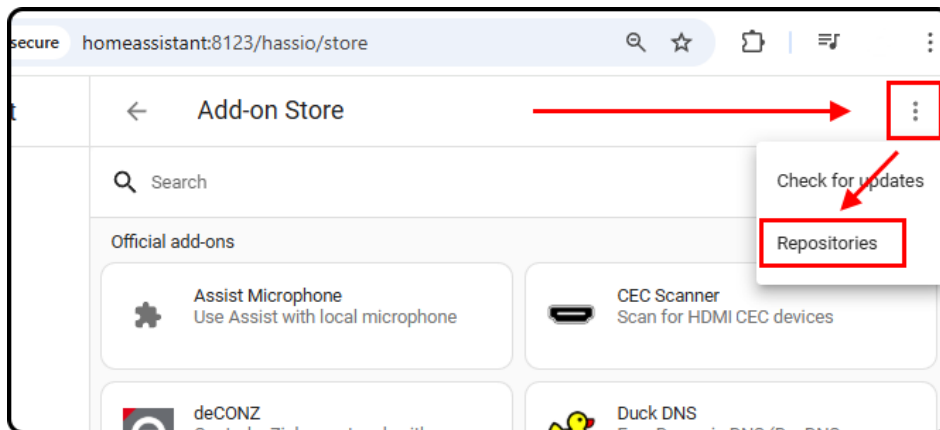 secure homeassistant:8123/hassio/store
Add-on Store
Search
Check for updates
Repositories
Official add-ons
Assist Microphone
Use Assist with local microphone
CEC Scanner
Scan for HDMI CEC devices
deCONZ
Duck DNS